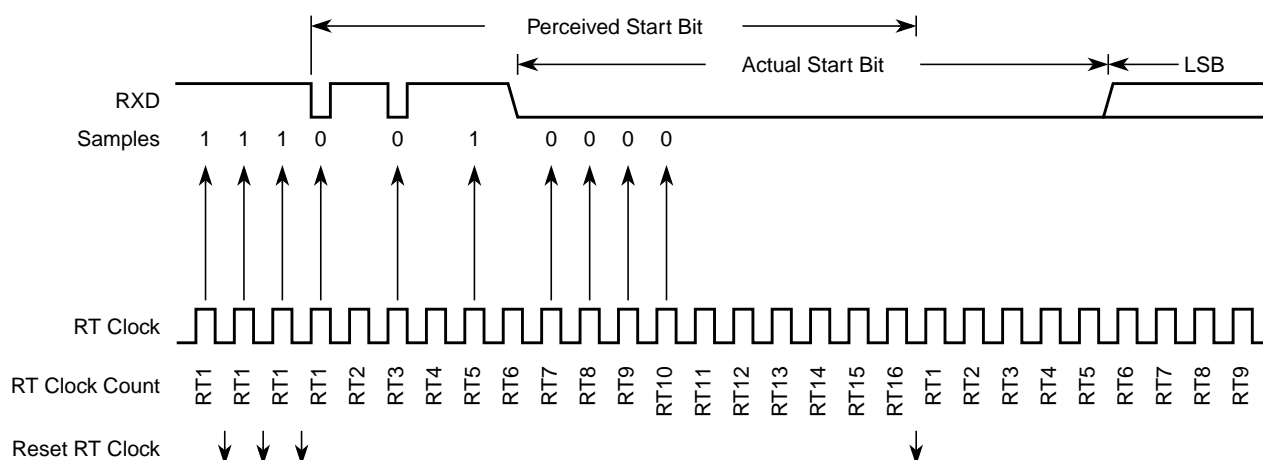 Perceived Start Bit
Actual Start Bit LSB
RXD
Samples 1 1 1 0 0 1 0 0 0 0
RT Clock
RT Clock Count RT1 RT1 RT1 RT1 RT2 RT3 RT4 RT5 RT6 RT7 RT8 RT9 RT10 RT11 RT12 RT13 RT14 RT15 RT16 RT1 RT2 RT3 RT4 RT5 RT6 RT7 RT8 RT9
Reset RT Clock